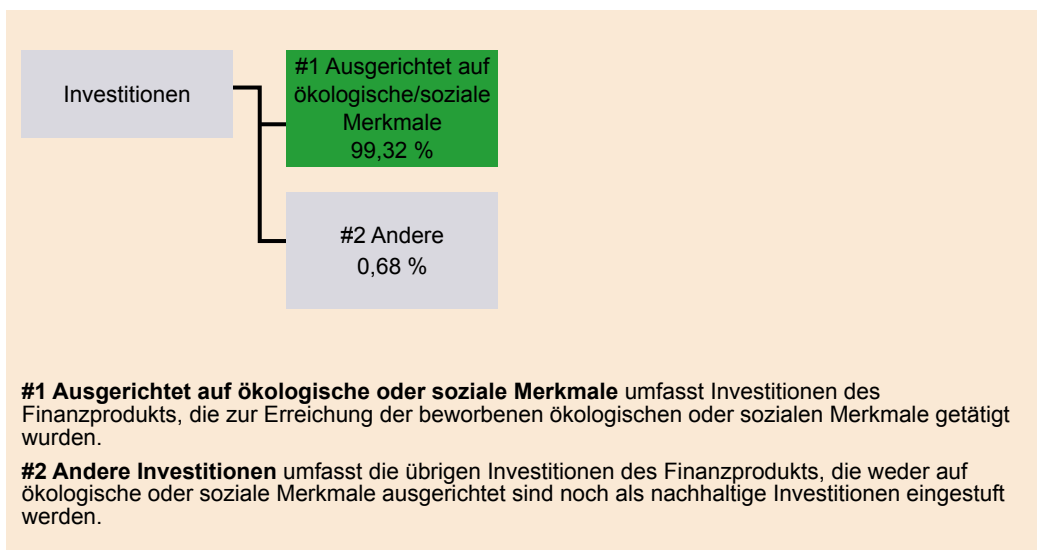 Investitionen
#1 Ausgerichtet auf
ökologische/soziale
Merkmale
99,32 %
#2 Andere
0,68 %
#1 Ausgerichtet auf ökologische oder soziale Merkmale umfasst Investitionen des
Finanzprodukts, die zur Erreichung der beworbenen ökologischen oder sozialen Merkmale getätigt
wurden.
#2 Andere Investitionen umfasst die übrigen Investitionen des Finanzprodukts, die weder auf
ökologische oder soziale Merkmale ausgerichtet sind noch als nachhaltige Investitionen eingestuft
werden.